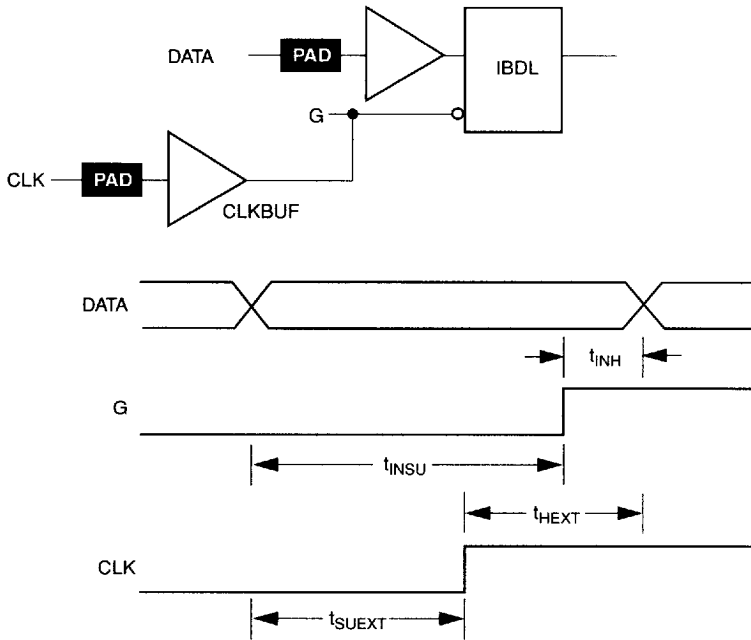 DATA
PAD
IBDL
G
CLK
PAD
CLKBUF
DATA
tINH
G
tINSU
tHEXT
CLK
tSUEXT